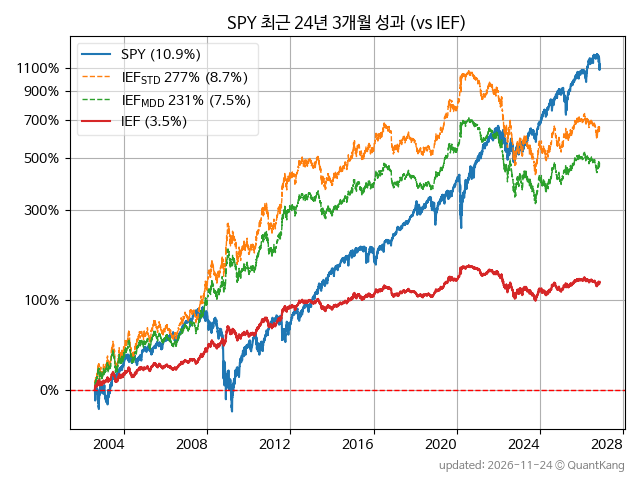 SPY 최근 24년 3개월 성과 (vs IEF)
SPY (10.9%)
IEF_STD 277% (8.7%)
IEF_MDD 231% (7.5%)
IEF (3.5%)
1100%
900%
700%
500%
300%
100%
0%
2004 2008 2012 2016 2020 2024 2028
updated: 2026-11-24 © QuantKang